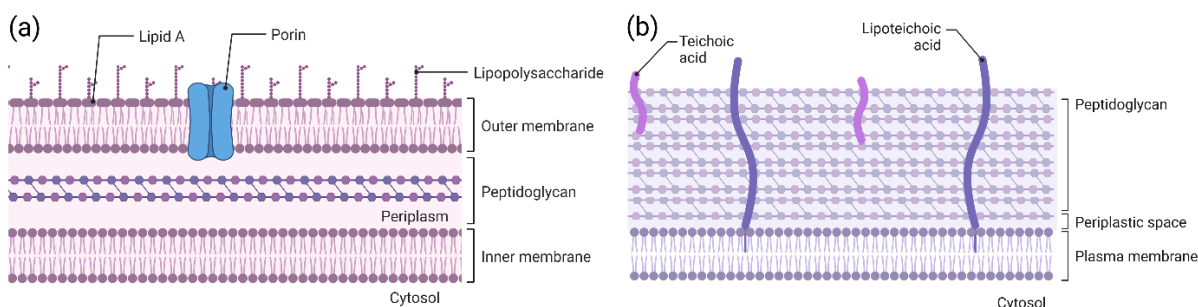 (a)
Lipid A
Porin
Lipopolysaccharide
Outer membrane
Peptidoglycan
Periplasm
Inner membrane
Cytosol
(b)
Teichoic
acid
Lipoteichoic
acid
Peptidoglycan
Periplastic space
Plasma membrane
Cytosol